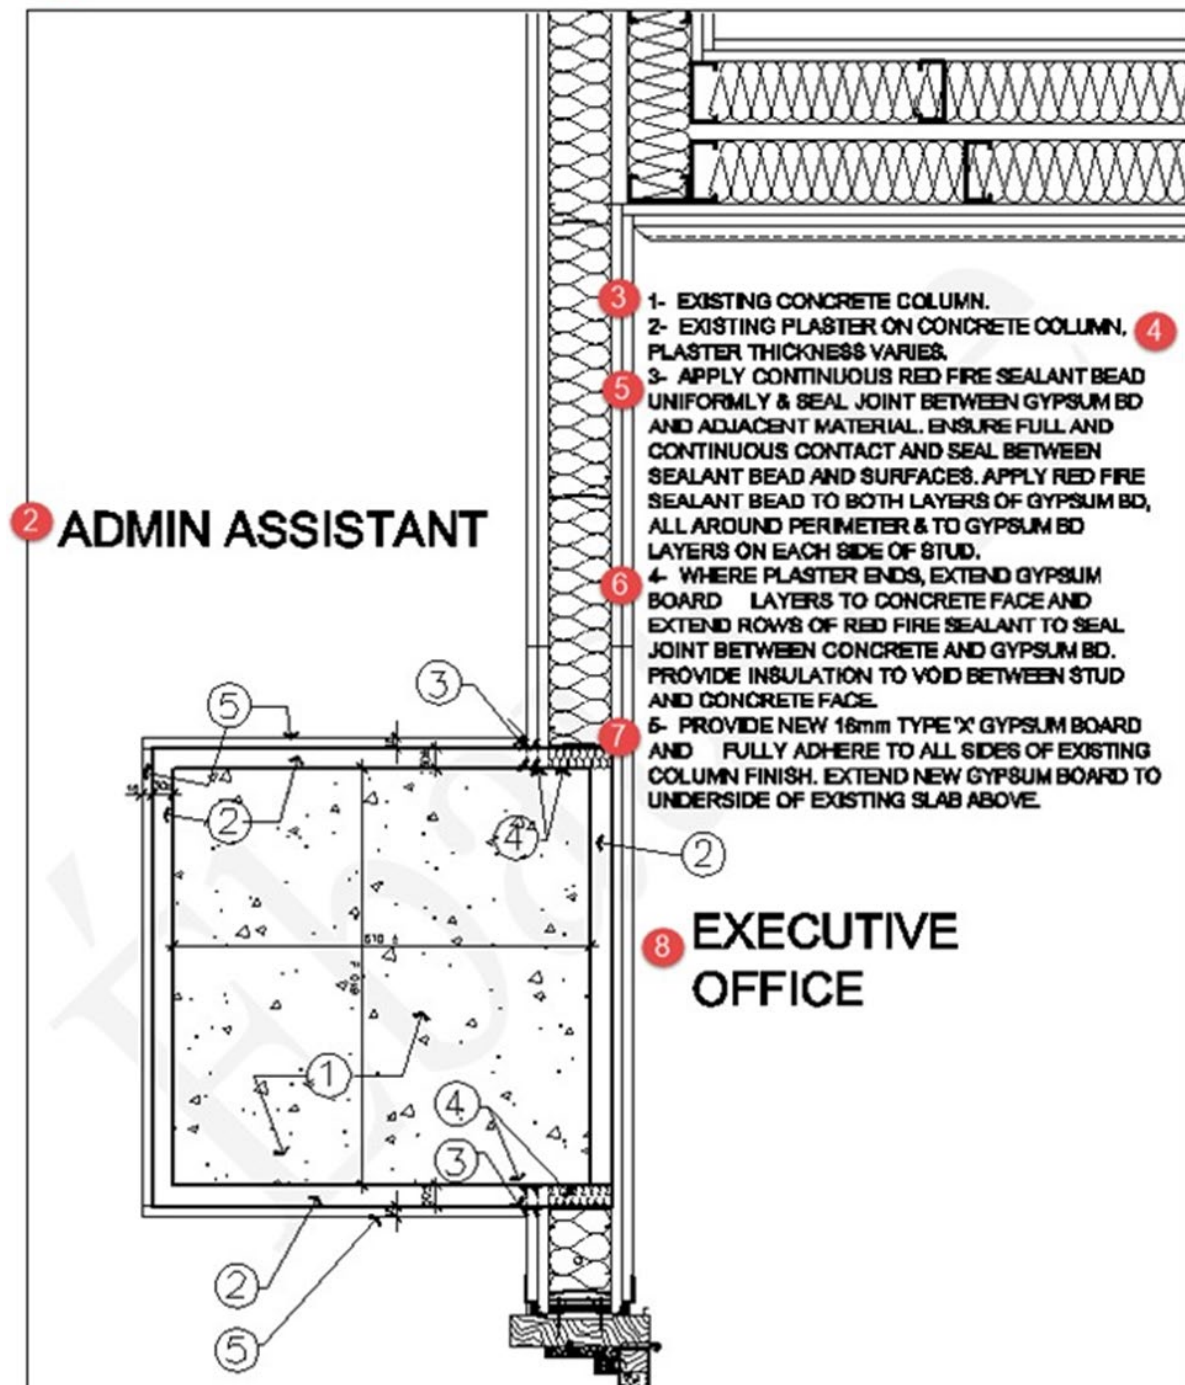 3 1- EXISTING CONCRETE COLUMN.
2- EXISTING PLASTER ON CONCRETE COLUMN, 4
PLASTER THICKNESS VARIES.
5 3- APPLY CONTINUOUS RED FIRE SEALANT BEAD
UNIFORMLY & SEAL JOINT BETWEEN GYPSUM BD
AND ADJACENT MATERIAL. ENSURE FULL AND
CONTINUOUS CONTACT AND SEAL BETWEEN
SEALANT BEAD AND SURFACES. APPLY RED FIRE
SEALANT BEAD TO BOTH LAYERS OF GYPSUM BD,
ALL AROUND PERIMETER & TO GYPSUM BD
LAYERS ON EACH SIDE OF STUD.
2 ADMIN ASSISTANT
6 4- WHERE PLASTER ENDS, EXTEND GYPSUM
BOARD LAYERS TO CONCRETE FACE AND
EXTEND ROWS OF RED FIRE SEALANT TO SEAL
JOINT BETWEEN CONCRETE AND GYPSUM BD.
PROVIDE INSULATION TO VOID BETWEEN STUD
AND CONCRETE FACE.
7 5- PROVIDE NEW 16mm TYPE 'X' GYPSUM BOARD
AND FULLY ADHERE TO ALL SIDES OF EXISTING
COLUMN FINISH. EXTEND NEW GYPSUM BOARD TO
UNDERSIDE OF EXISTING SLAB ABOVE.
3
5
2
4
2
8 EXECUTIVE
OFFICE
610 ±
610 ±
1
4
3
2
5